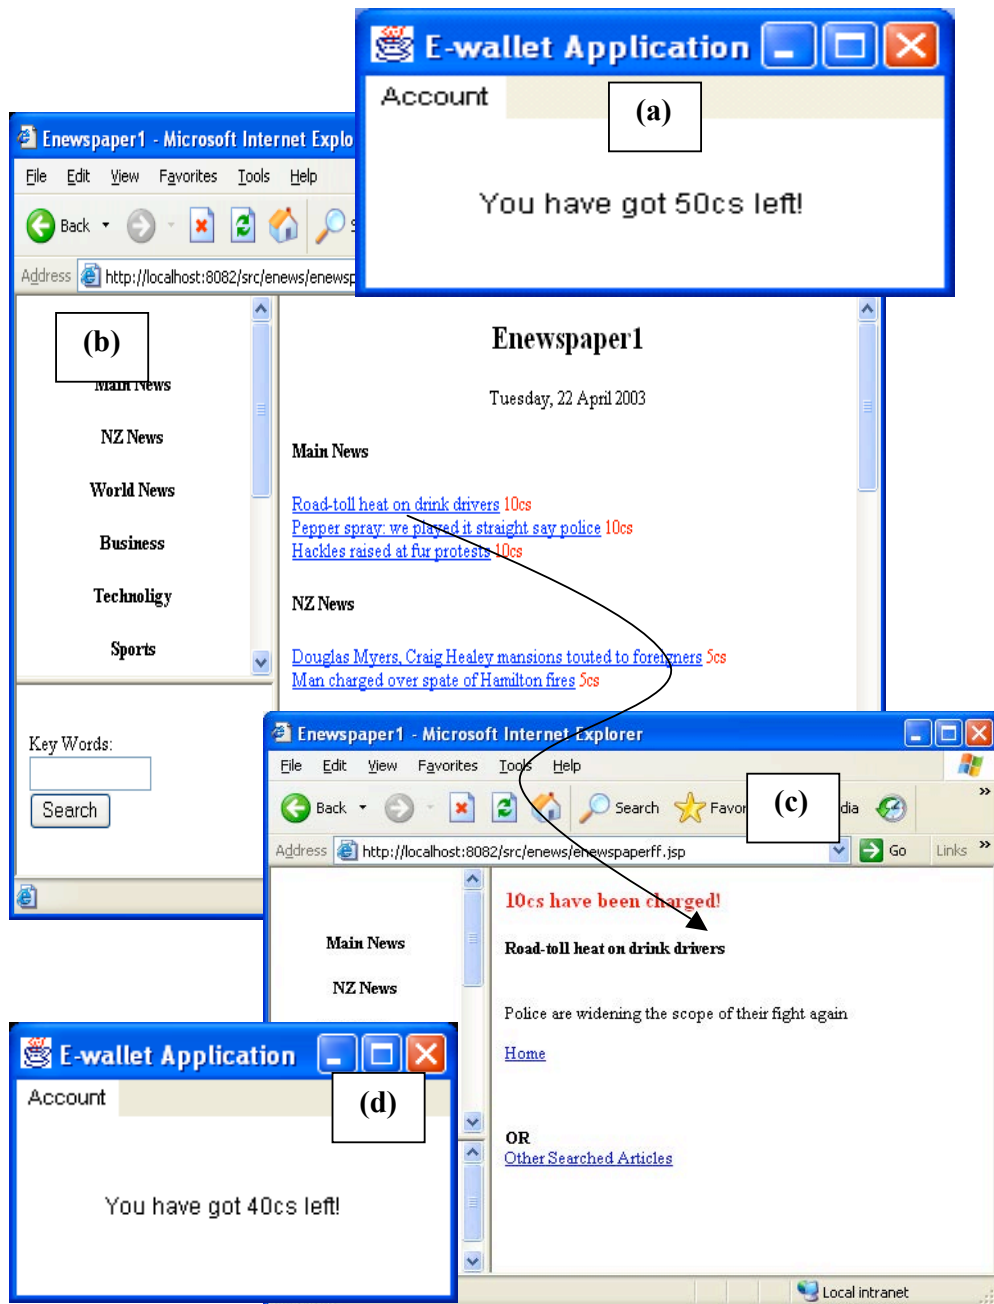 E-wallet Application
Account
(a)
You have got 50cs left!
Enewspaper1 - Microsoft Internet Explo
File Edit View Favorites Tools Help
Back
Address http://localhost:8082/src/enews/enewsp
(b)
Main News
NZ News
World News
Business
Technoligy
Sports
Key Words:
Search
Enewspaper1
Tuesday, 22 April 2003
Main News
Road-toll heat on drink drivers 10cs
Pepper spray: we played it straight say police 10cs
Hackles raised at fur protests 10cs
NZ News
Douglas Myers, Craig Healey mansions touted to foreigners 5cs
Man charged over spate of Hamilton fires 5cs
Enewspaper1 - Microsoft Internet Explorer
File Edit View Favorites Tools Help
(c)
Back Search Favor dia
Address http://localhost:8082/src/enews/enewspaperff.jsp Go Links
Main News
NZ News
10cs have been charged!
Road-toll heat on drink drivers
Police are widening the scope of their fight again
Home
OR
Other Searched Articles
Local intranet
E-wallet Application
Account
(d)
You have got 40cs left!